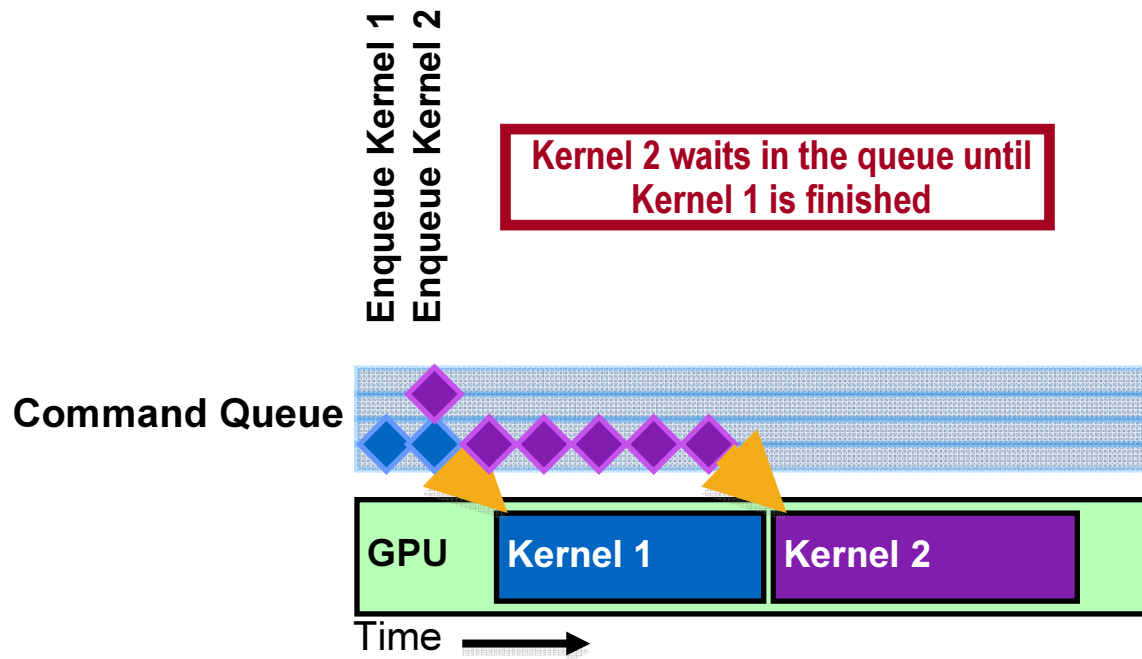 Enqueue Kernel 1
Enqueue Kernel 2
Kernel 2 waits in the queue until
Kernel 1 is finished
Command Queue
GPU
Kernel 1
Kernel 2
Time